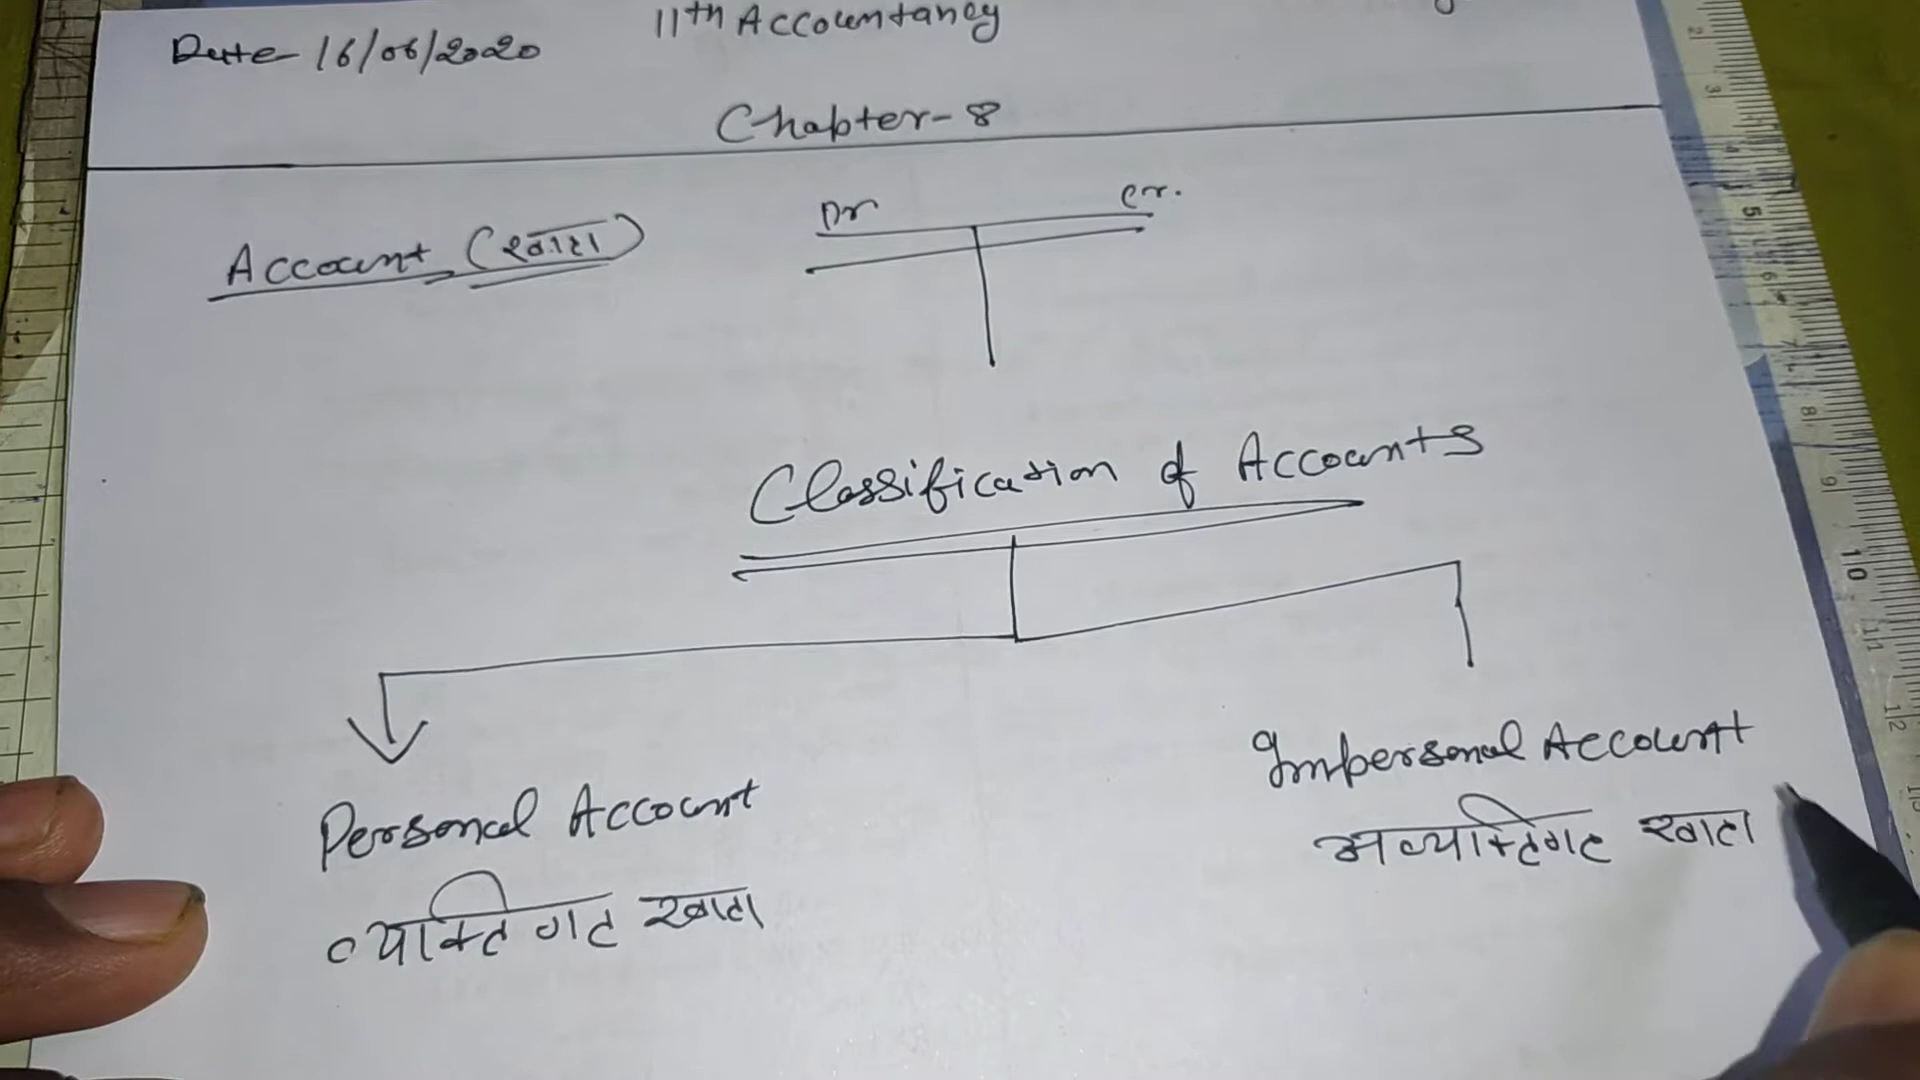 11th Accountancy
Date- 16/06/2020
Chapter-8
Dr Cr.
Account (खाता)
Classification of Accounts
Personal Account
व्यक्तिगत खाता
Impersonal Account
अव्यक्तिगत खाता